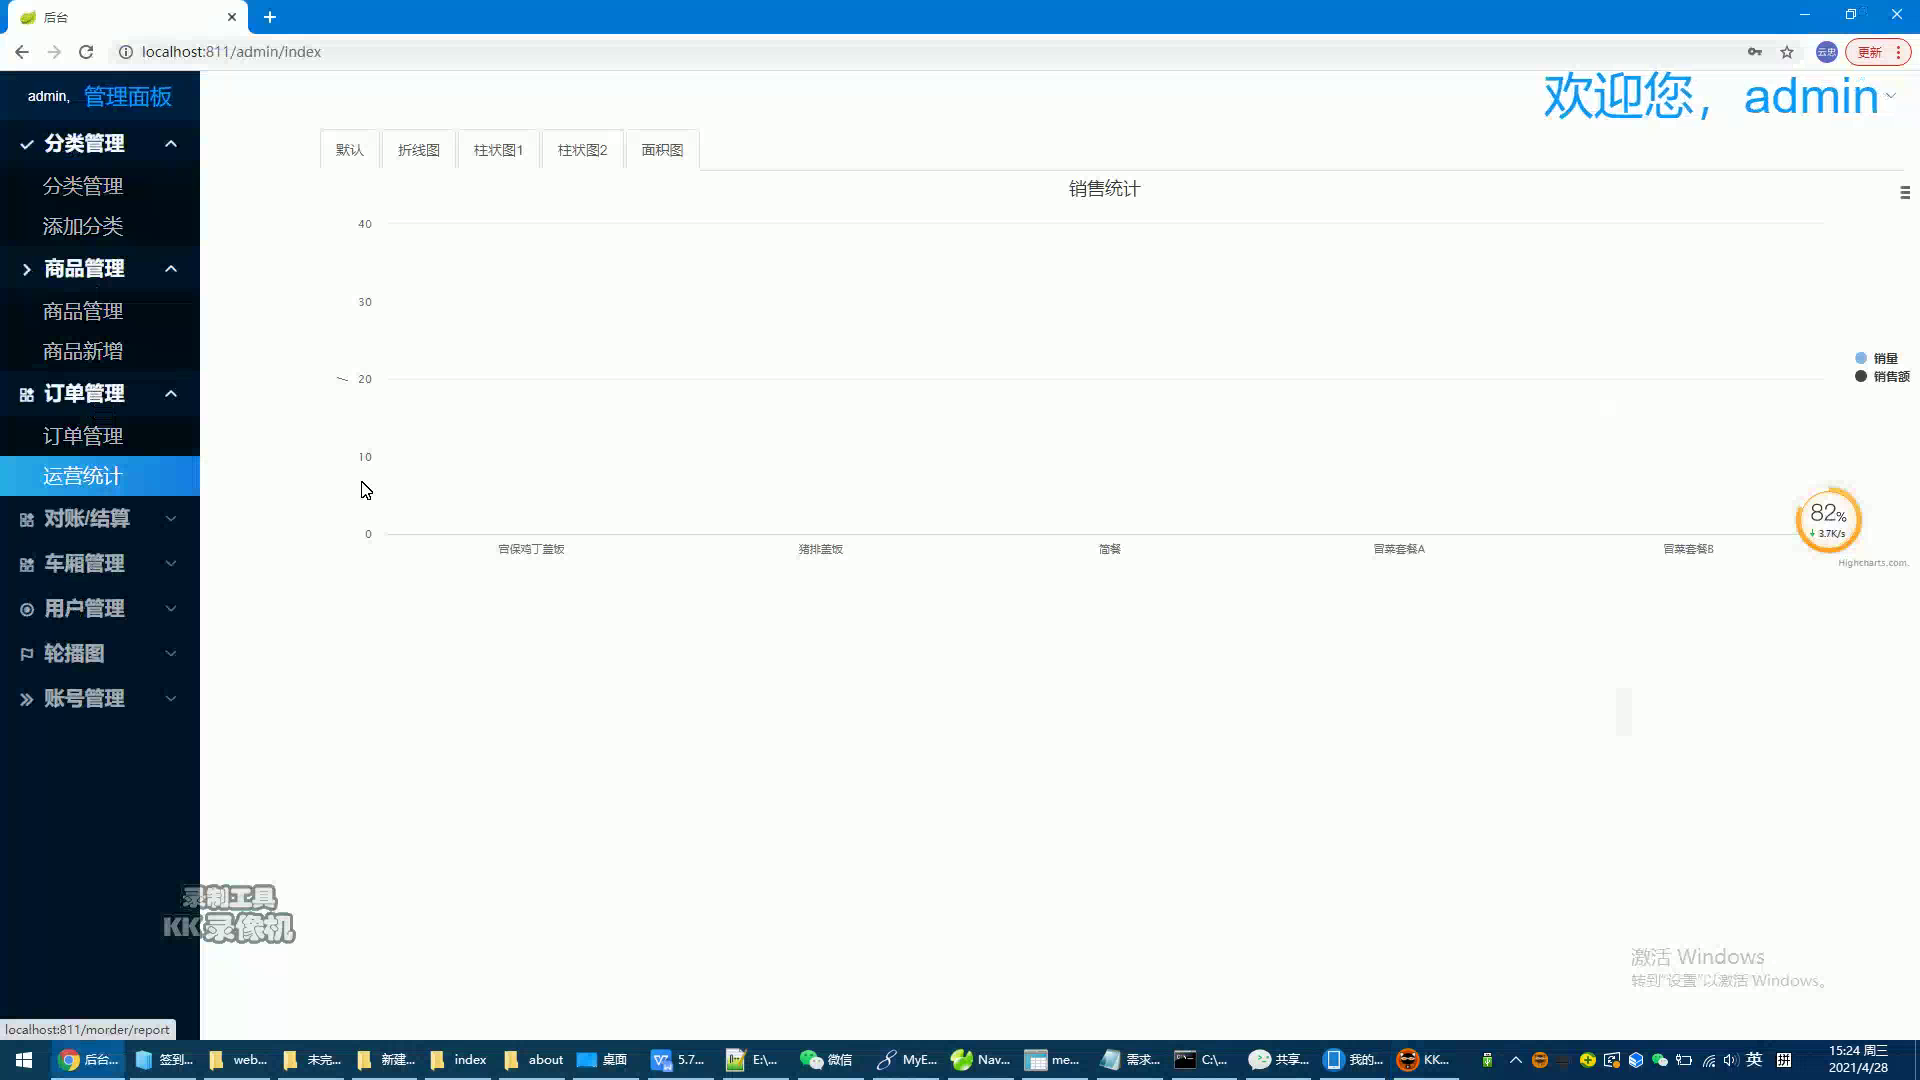 后台
localhost:811/admin/index
更新
admin,
管理面板
欢迎您，admin
分类管理
分类管理
添加分类
商品管理
商品管理
商品新增
订单管理
订单管理
运营统计
对账/结算
车厢管理
用户管理
轮播图
账号管理
默认
折线图
柱状图1
柱状图2
面积图
销售统计
40
30
20
10
0
/
宫保鸡丁盖饭
猪排盖饭
简餐
冒菜套餐A
冒菜套餐B
销量
销售额
82%
3.7K/s
Highcharts.com.
录制工具
KK录像机
激活 Windows
转到"设置"以激活 Windows。
localhost:811/morder/report
后台...
签到...
web...
未完...
新建...
index
about
桌面
5.7...
E:\...
微信
MyE...
Nav...
me...
需求...
C:\...
共享...
我的...
KK...
英
拼
15:24 周三
2021/4/28